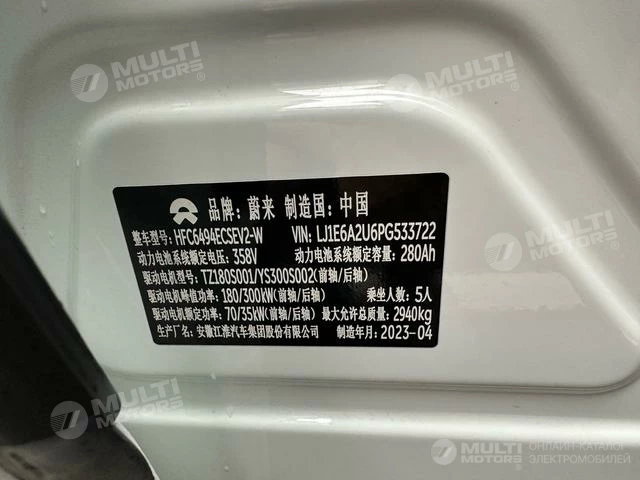 MULTI
MOTORS®
MULTI
MOTORS®
品牌: 蔚来 制造国: 中国
整车型号: HFC6494ECSEV2-W VIN: LJ1E6A2U6PG533722
动力电池系统额定电压: 358V 动力电池系统额定容量: 280Ah
驱动电机型号: TZ180S001/YS300S002(前轴/后轴)
驱动电机峰值功率: 180/300kW(前轴/后轴) 乘坐人数: 5人
驱动电机额定功率: 70/35kW(前轴/后轴) 最大允许总质量: 2940kg
生产厂名: 安徽江淮汽车集团股份有限公司 制造年月: 2023-04
MULTI
MOTORS®
MULTI
MOTORS®
MULTI
MOTORS®
ОНЛАЙН-КАТАЛОГ
ЭЛЕКТРОМОБИЛЕЙ